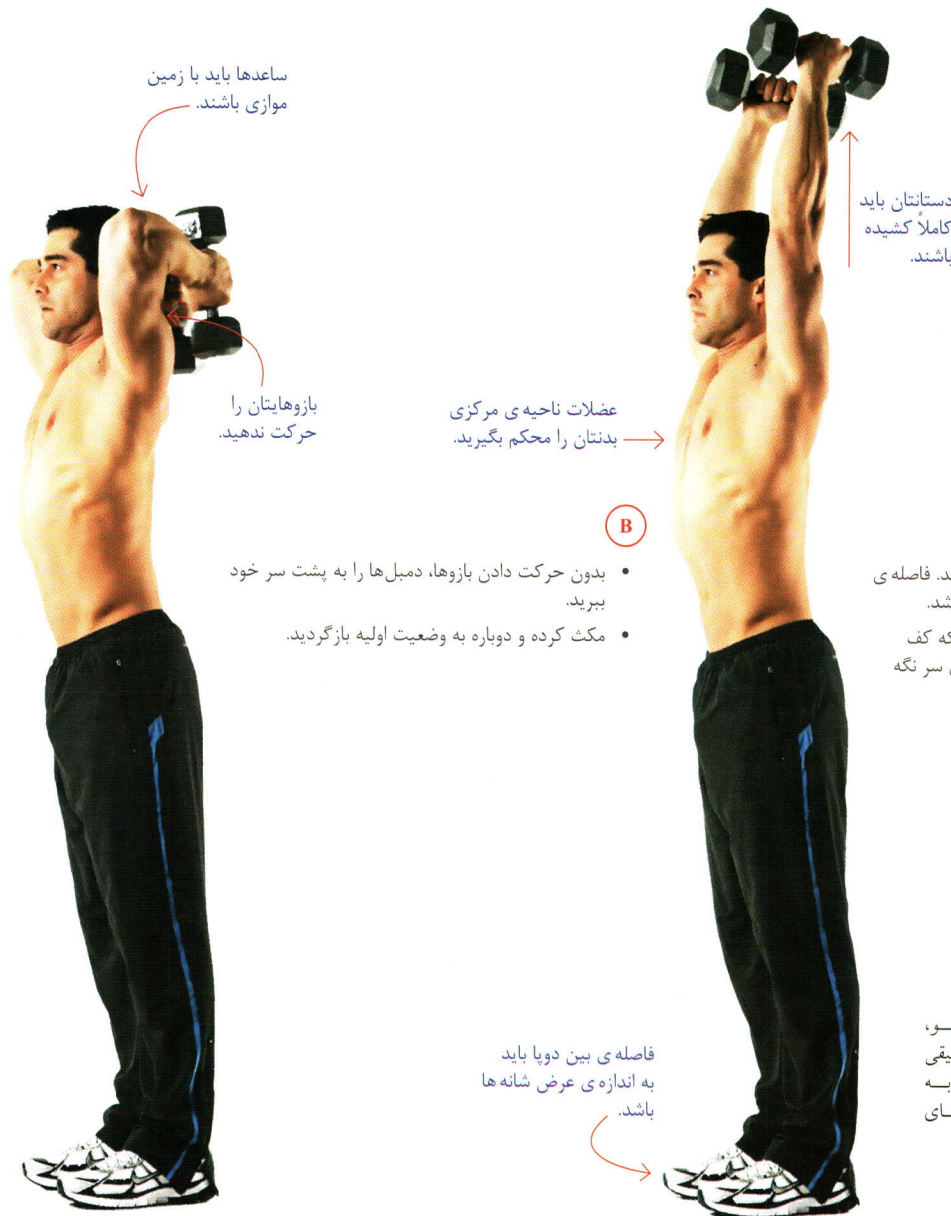 ساعدها باید با زمین
موازی باشند.
دستانتان باید
کاملاً کشیده
باشند.
بازوهایتان را
حرکت ندهید.
عضلات ناحیه ی مرکزی
بدنتان را محکم بگیرید.
B
• بدون حرکت دادن بازوها، دمبل‌ها را به پشت سر خود
ببرید.
• مکث کرده و دوباره به وضعیت اولیه بازگردید.
فاصله ی
که کف
سر نگه
فاصله ی بین دوپا باید
به اندازه ی عرض شانه ها
باشد.